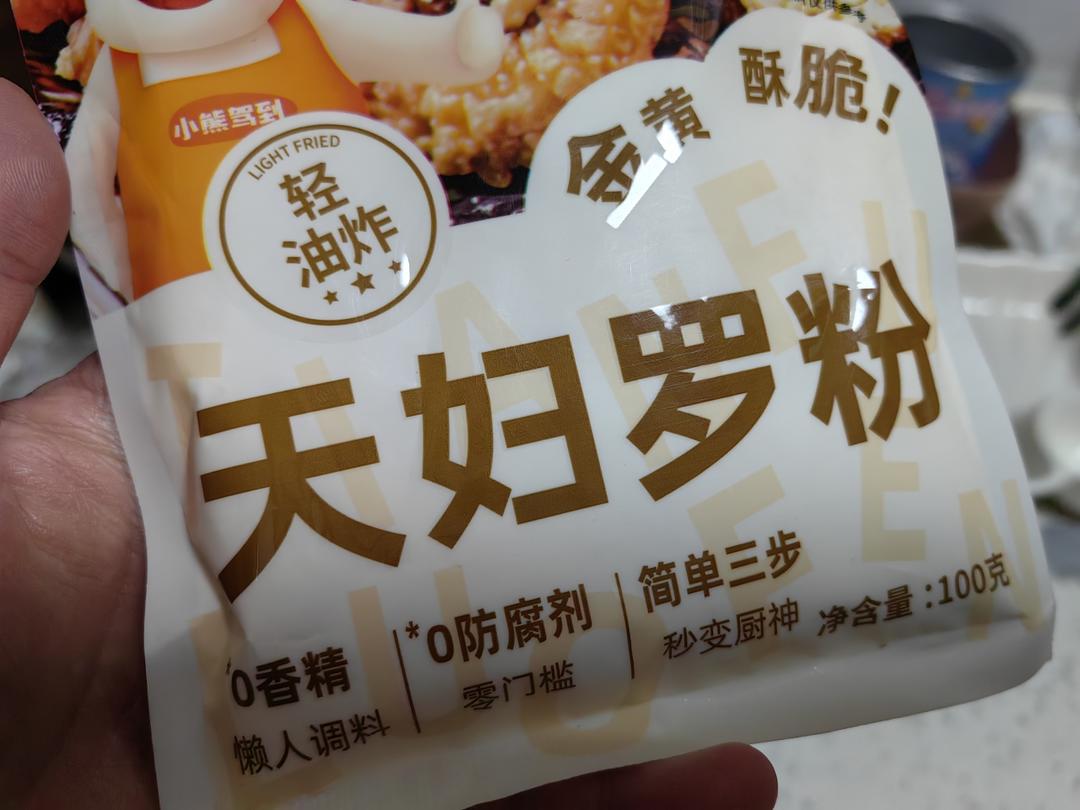 小熊驾到
LIGHT FRIED
轻
油炸
金黄
酥脆!
TIANFU
天妇罗粉
LUOFEN
*0香精
懒人调料
*0防腐剂
零门槛
简单三步
秒变厨神
净含量:100克